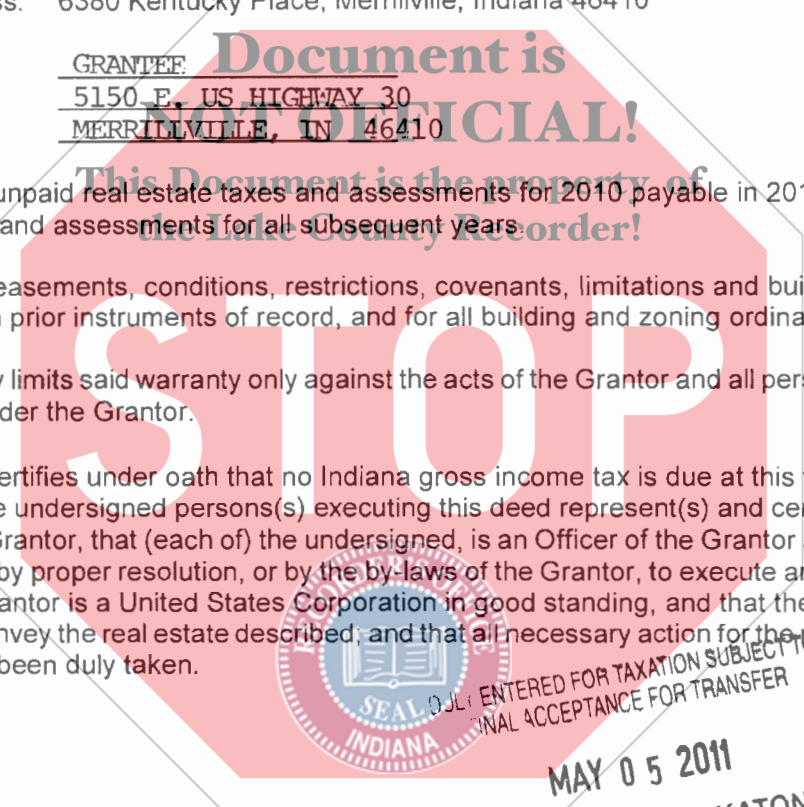 ss: 6380 Kentucky Place, Merrillville, Indiana 46410
Document is
GRANTEE:
5150 E. US HIGHWAY 30
NOT OFFICIAL!
MERRILLVILLE, IN 46410
This Document is the property of
unpaid real estate taxes and assessments for 2010 payable in 201
the Lake County Recorder!
and assessments for all subsequent years.
easements, conditions, restrictions, covenants, limitations and bui
prior instruments of record, and for all building and zoning ordina
STOP
limits said warranty only against the acts of the Grantor and all pers
der the Grantor.
ertifies under oath that no Indiana gross income tax is due at this
e undersigned persons(s) executing this deed represent(s) and cer
Grantor, that (each of) the undersigned, is an Officer of the Grantor
by proper resolution, or by the by-laws of the Grantor, to execute an
antor is a United States Corporation in good standing, and that the
nvey the real estate described; and that all necessary action for the
been duly taken.
RECORDER'S OFFICE
SEAL
INDIANA
ENTERED FOR TAXATION SUBJECT TO
ACCEPTANCE FOR TRANSFER
MAY 05 2011